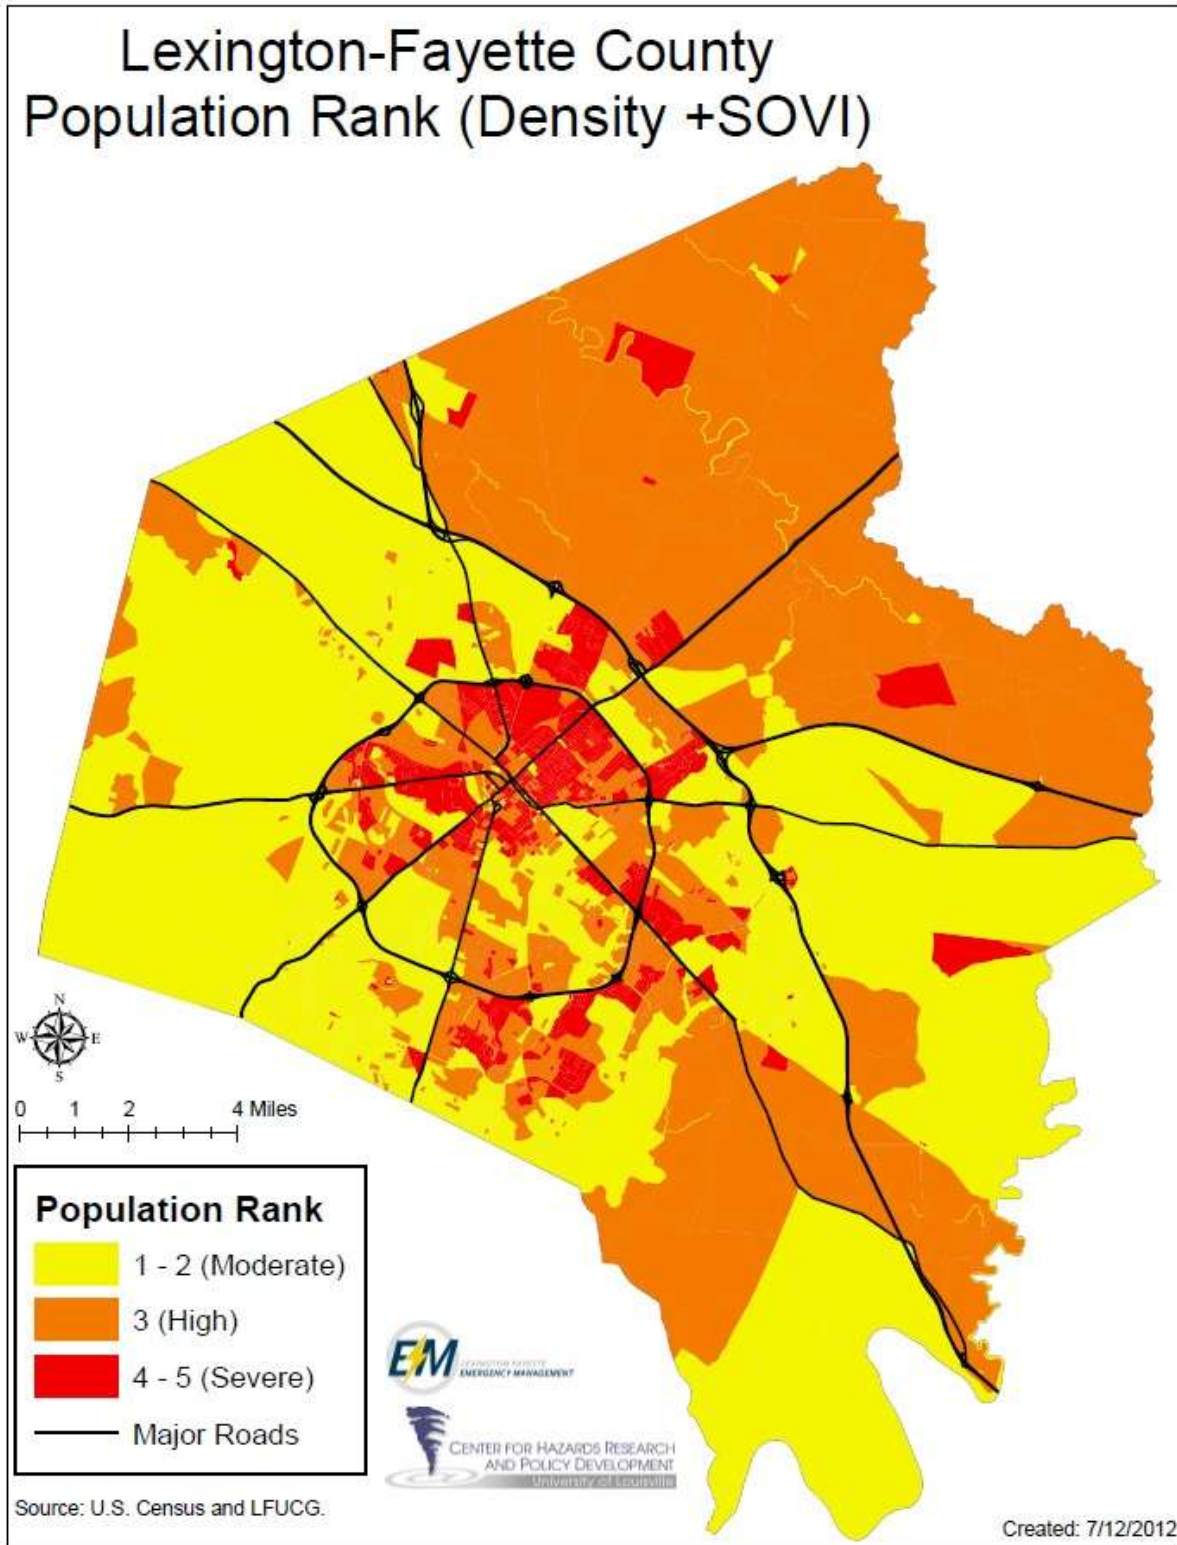 Lexington-Fayette County
Population Rank (Density +SOVI)
N
W E
S
0 1 2 4 Miles
Population Rank
1 - 2 (Moderate)
3 (High)
4 - 5 (Severe)
Major Roads
EM LEXINGTON FAYETTE
EMERGENCY MANAGEMENT
CENTER FOR HAZARDS RESEARCH
AND POLICY DEVELOPMENT
University of Louisville
Source: U.S. Census and LFUCG.
Created: 7/12/2012